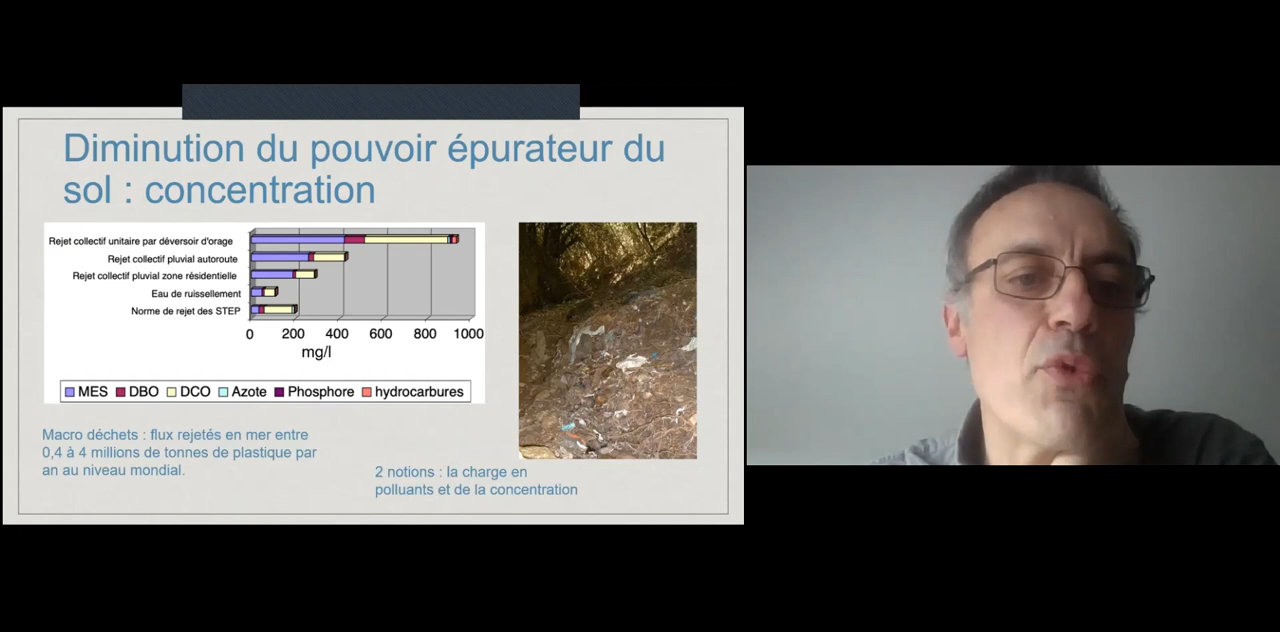 Diminution du pouvoir épurateur du
sol : concentration
Rejet collectif unitaire par déversoir d'orage
Rejet collectif pluvial autoroute
Rejet collectif pluvial zone résidentielle
Eau de ruissellement
Norme de rejet des STEP
0 200 400 600 800 1000
mg/l
MES DBO DCO Azote Phosphore hydrocarbures
Macro déchets : flux rejetés en mer entre
0,4 à 4 millions de tonnes de plastique par
an au niveau mondial.
2 notions : la charge en
polluants et de la concentration